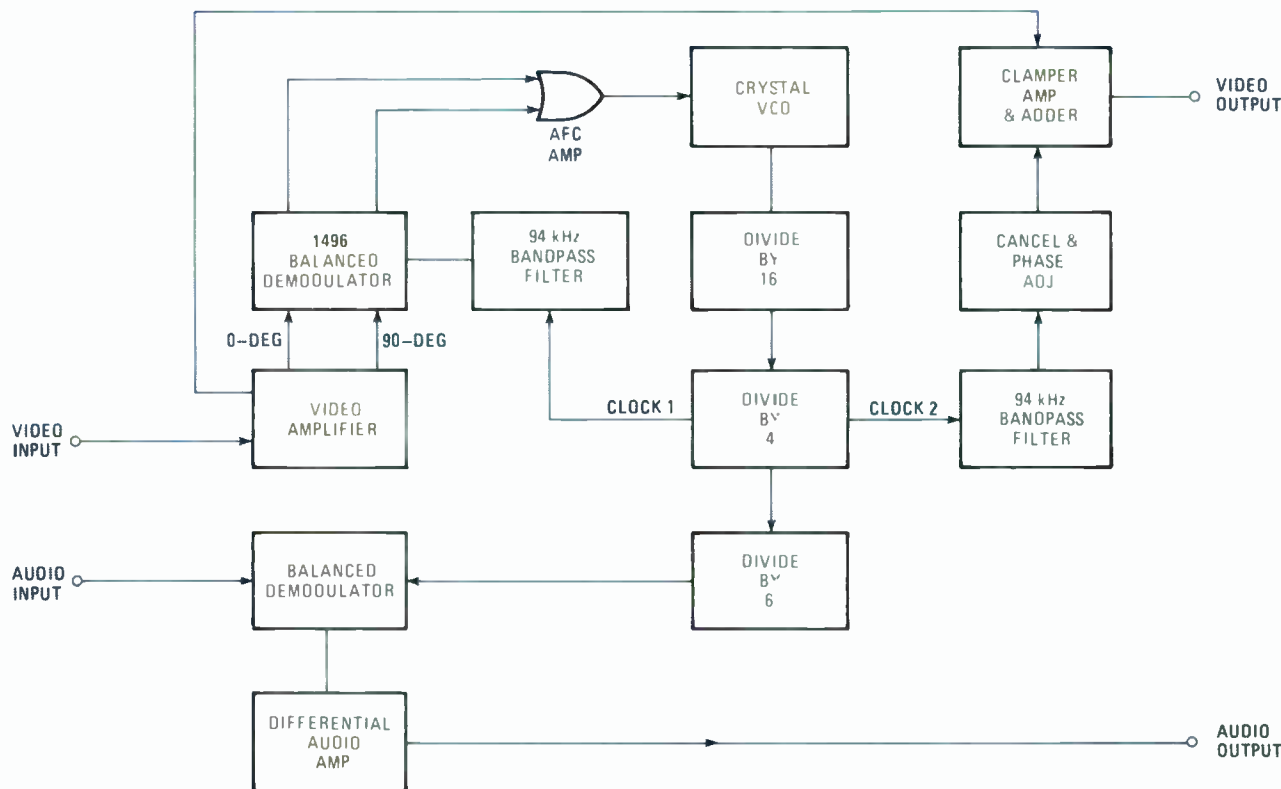 CRYSTAL
VCO
CLAMPER
AMP
& ADDER
VIDEO
OUTPUT
AFC
AMP
1496
BALANCED
DEMODULATOR
94 kHz
BANDPASS
FILTER
DIVIDE
BY
16
CANCEL &
PHASE
ADJ
0-DEG
90-DEG
VIDEO
INPUT
VIDEO
AMPLIFIER
CLOCK 1
DIVIDE
BY
4
CLOCK 2
94 kHz
BANDPASS
FILTER
AUDIO
INPUT
BALANCED
DEMODULATOR
DIVIDE
BY
6
DIFFERENTIAL
AUDIO
AMP
AUDIO
OUTPUT